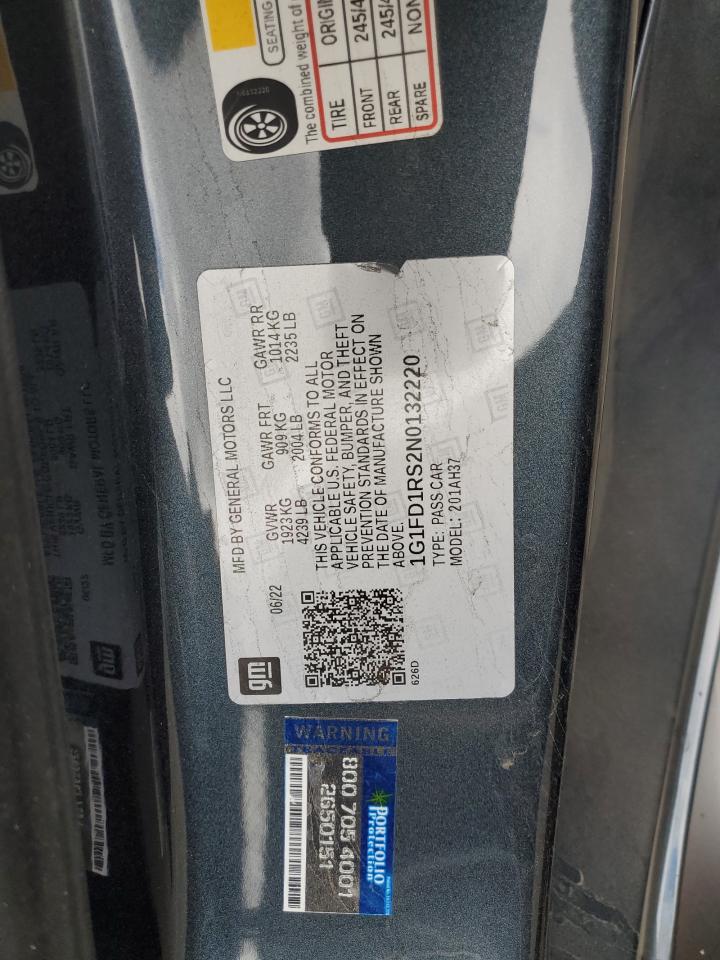 SEATING
The combined weight of
TIRE ORIGIN
FRONT 245/4
REAR 245/4
SPARE NON
MFD BY GENERAL MOTORS LLC
06/22
GVWR GAWR FRT GAWR RR
1923 KG 909 KG 1014 KG
4239 LB 2004 LB 2235 LB
THIS VEHICLE CONFORMS TO ALL
APPLICABLE U.S. FEDERAL MOTOR
VEHICLE SAFETY, BUMPER, AND THEFT
PREVENTION STANDARDS IN EFFECT ON
THE DATE OF MANUFACTURE SHOWN
ABOVE.
1G1FD1RS2N0132220
TYPE: PASS CAR
MODEL: 201AH37
gm
626D
WARNING
TRACEABLE
PORTFOLIO
Protection
800 705 4001
2650151